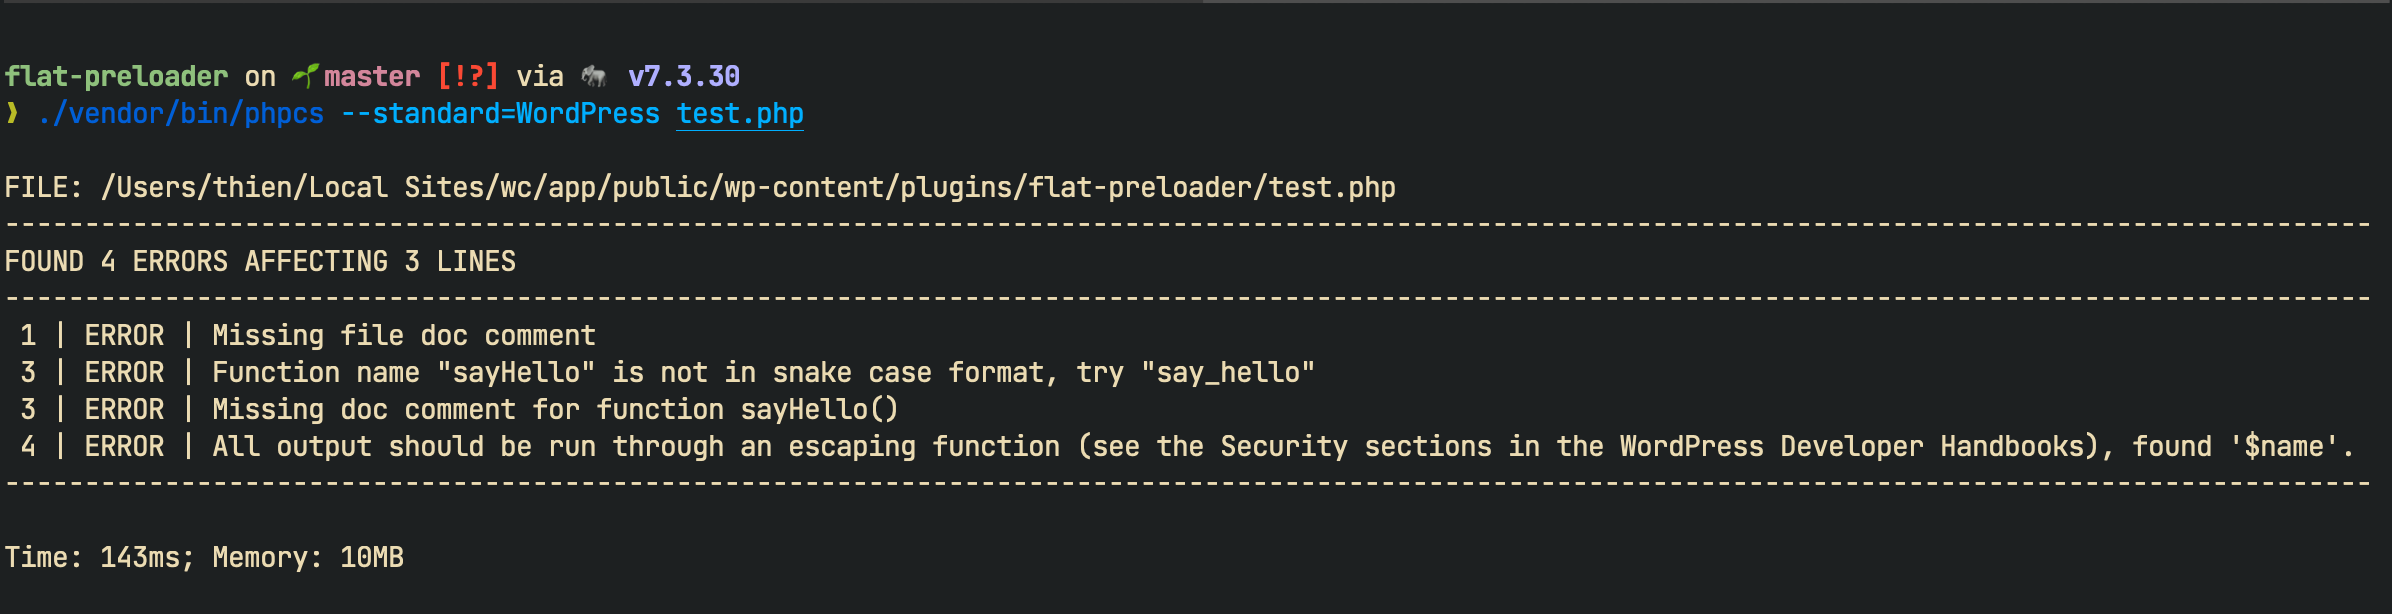 flat-preloader on 🌱 master [!?] via 🐘 v7.3.30
❱ ./vendor/bin/phpcs --standard=WordPress test.php
FILE: /Users/thien/Local Sites/wc/app/public/wp-content/plugins/flat-preloader/test.php
----------------------------------------------------------------------------------------------------------------------------------------------------
FOUND 4 ERRORS AFFECTING 3 LINES
----------------------------------------------------------------------------------------------------------------------------------------------------
 1 | ERROR | Missing file doc comment
 3 | ERROR | Function name "sayHello" is not in snake case format, try "say_hello"
 3 | ERROR | Missing doc comment for function sayHello()
 4 | ERROR | All output should be run through an escaping function (see the Security sections in the WordPress Developer Handbooks), found '$name'.
----------------------------------------------------------------------------------------------------------------------------------------------------
Time: 143ms; Memory: 10MB